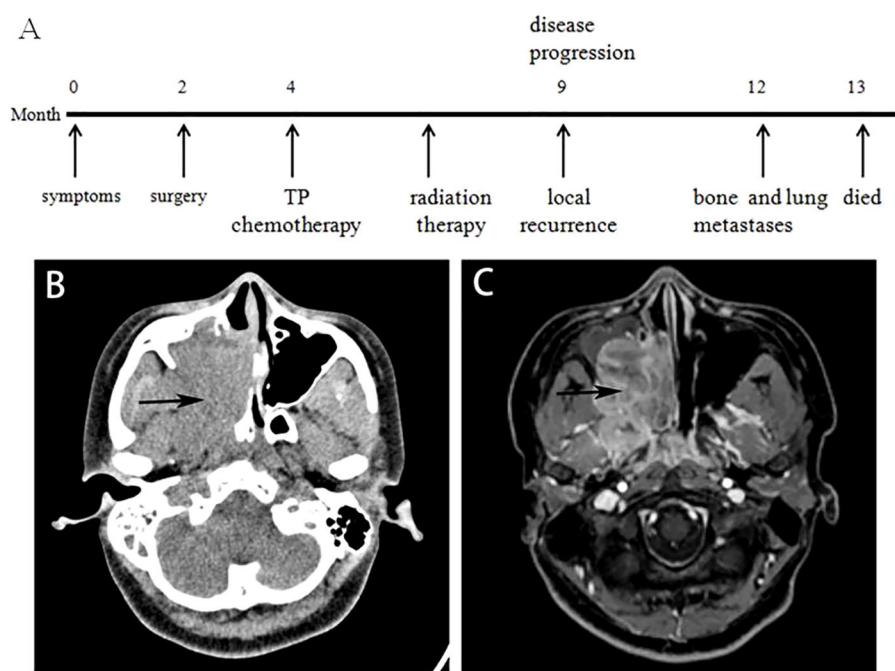 A
disease
progression
0 2 4 9 12 13
Month
symptoms surgery TP radiation local bone and lung died
chemotherapy therapy recurrence metastases
B
C